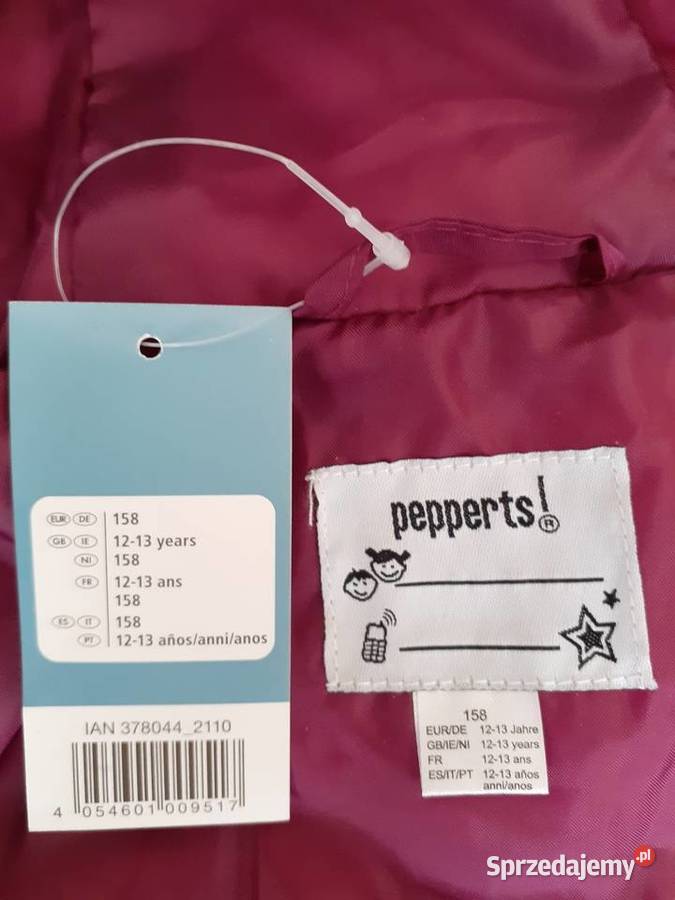 EUR DE 158
GB IE 12-13 years
NI 158
FR 12-13 ans
158
ES IT 158
PT 12-13 años/anni/anos
IAN 378044_2110
4 054601 009517
pepperts!®
158
EUR/DE 12-13 Jahre
GB/IE/NI 12-13 years
FR 12-13 ans
ES/IT/PT 12-13 años
anni/anos
Sprzedajemy.pl